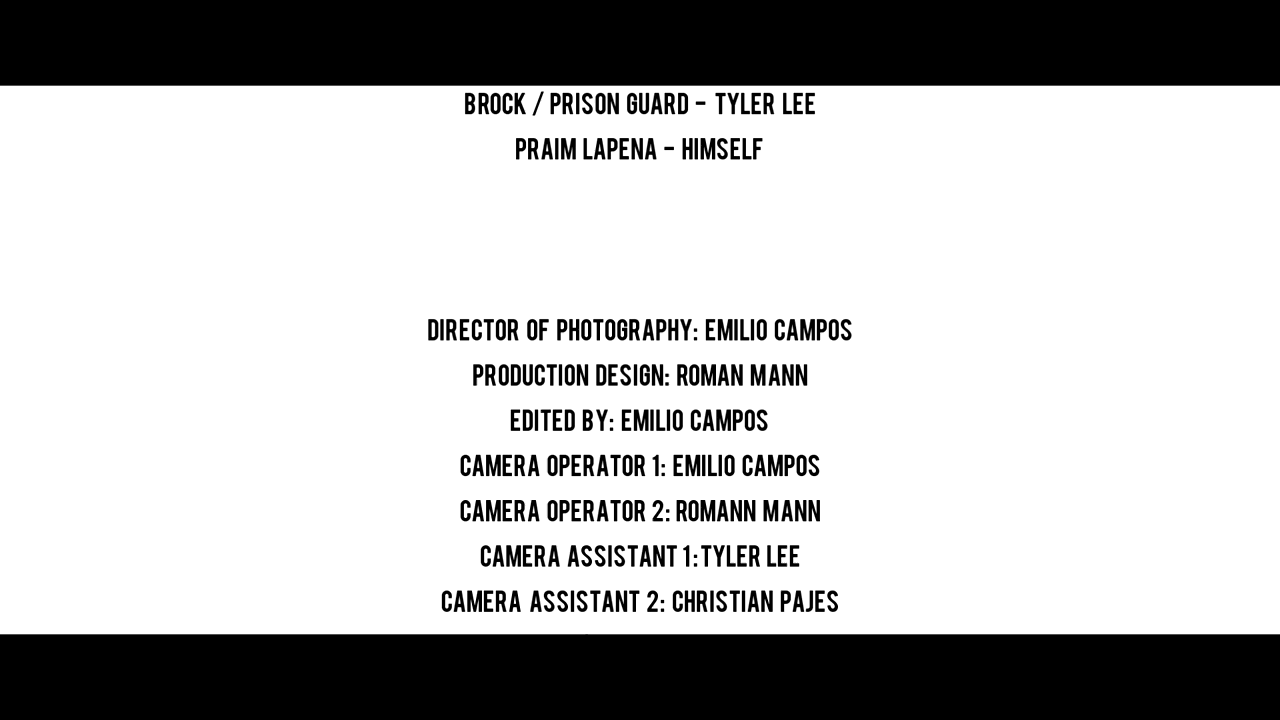 BROCK / PRISON GUARD - TYLER LEE
PRAIM LAPENA - HIMSELF
DIRECTOR OF PHOTOGRAPHY: EMILIO CAMPOS
PRODUCTION DESIGN: ROMAN MANN
EDITED BY: EMILIO CAMPOS
CAMERA OPERATOR 1: EMILIO CAMPOS
CAMERA OPERATOR 2: ROMANN MANN
CAMERA ASSISTANT 1:TYLER LEE
CAMERA ASSISTANT 2: CHRISTIAN PAJES